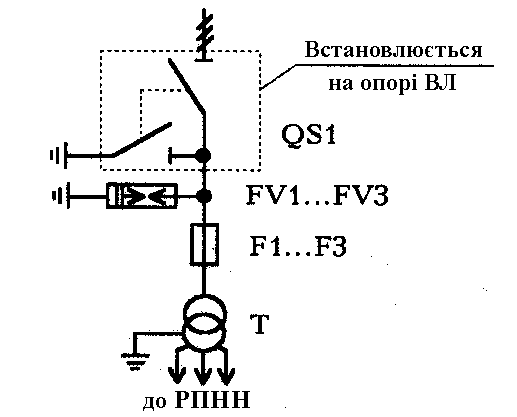 Встановлюється
на опорі ВЛ
QS1
FV1...FV3
F1...F3
T
до РПНН